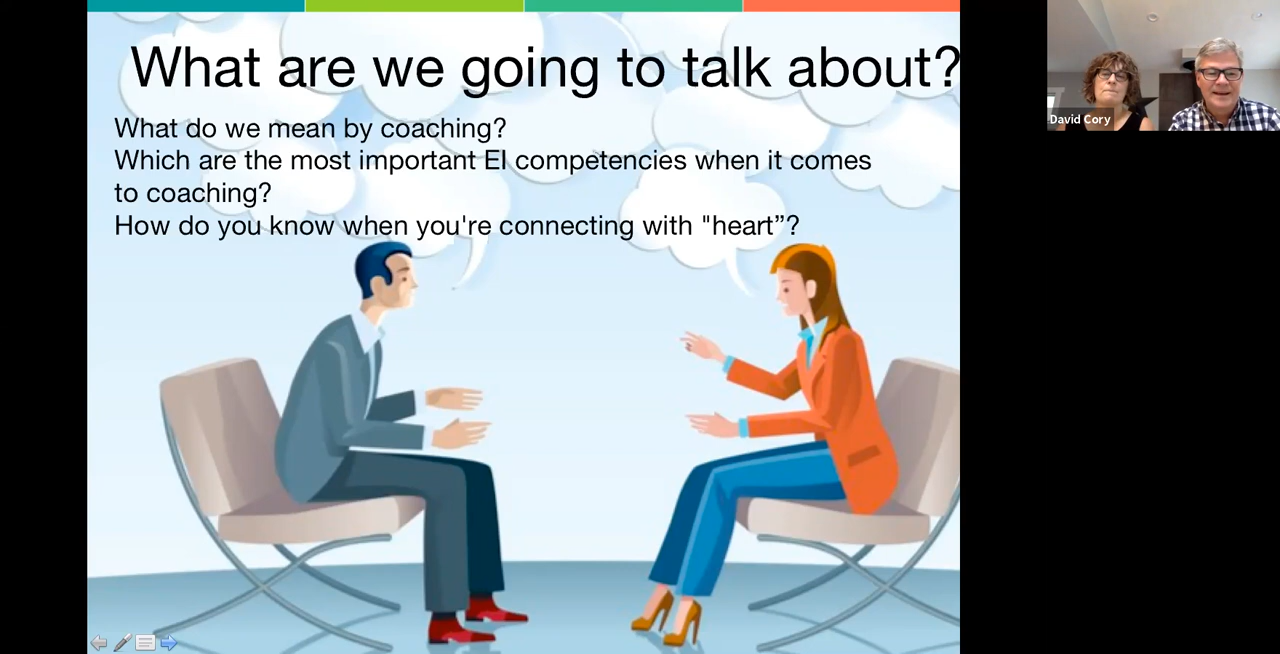 What are we going to talk about?
What do we mean by coaching?
Which are the most important EI competencies when it comes
to coaching?
How do you know when you're connecting with "heart”?
David Cory